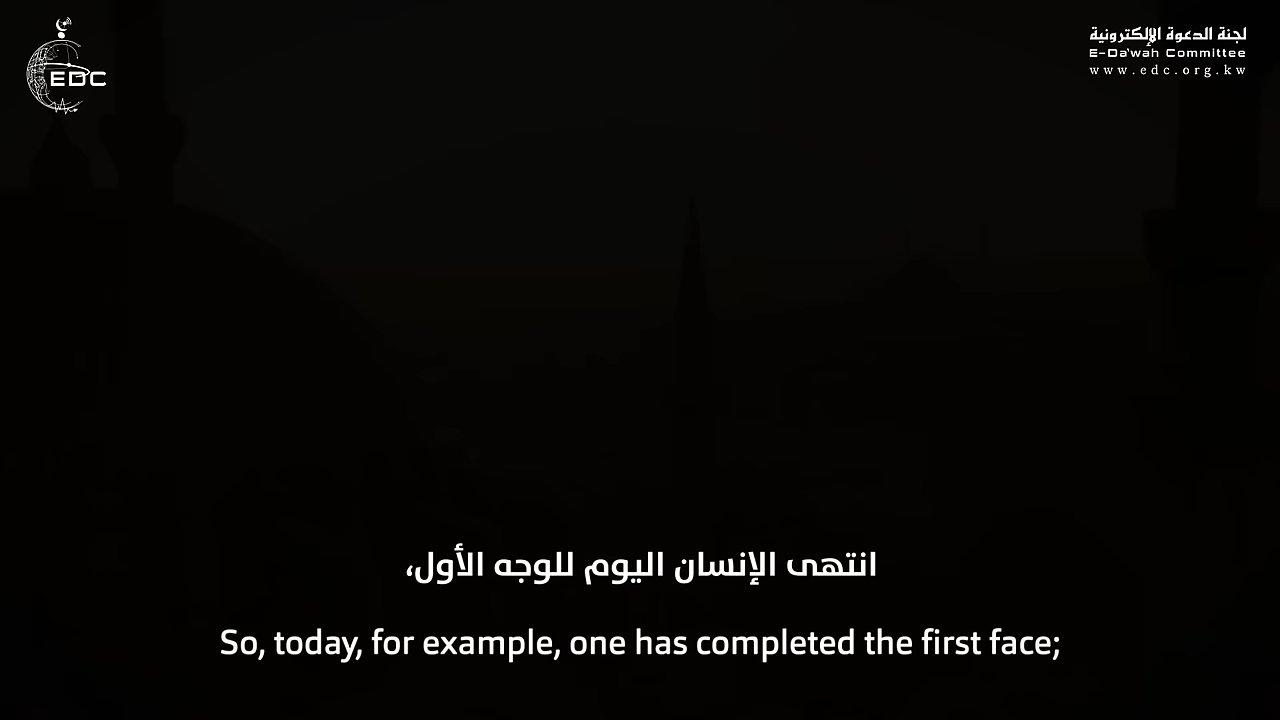 EDC
لجنة الدعوة الإلكترونية
E-Da'wah Committee
www.edc.org.kw
انتهى الإنسان اليوم للوجه الأول،
So, today, for example, one has completed the first face;